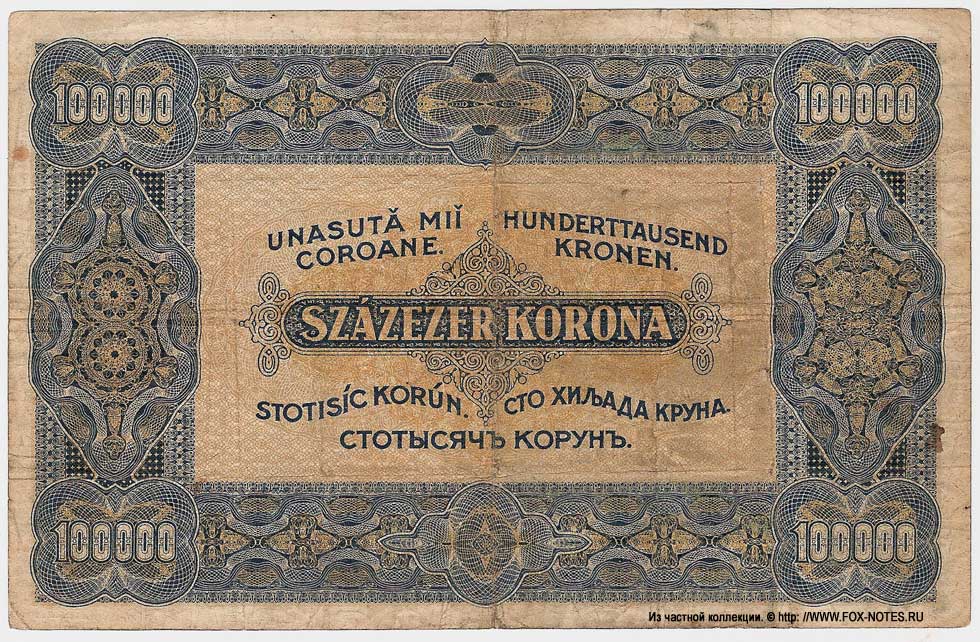 100000
100000
UNASUTĂ MIĬ
COROANE.
HUNDERTTAUSEND
KRONEN.
SZÁZEZER KORONA
STOTISÍC KORÚN.
СТО ХИЉАДА КРУНА.
СТОТЫСЯЧЪ КОРУНЪ.
100000
100000
Из частной коллекции. © http: //WWW.FOX-NOTES.RU